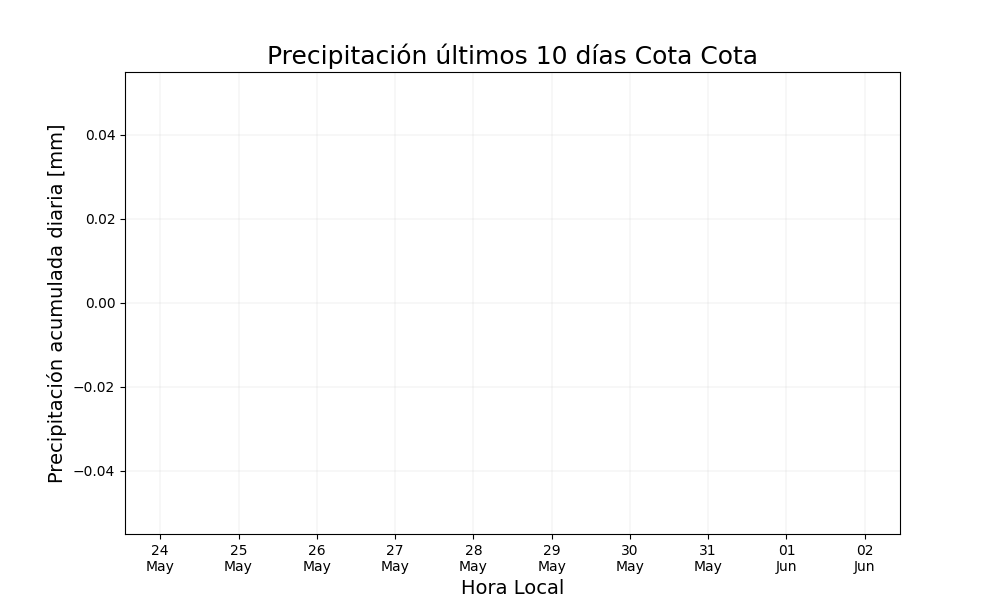 Precipitación últimos 10 días Cota Cota
Precipitación acumulada diaria [mm]
0.04
0.02
0.00
−0.02
−0.04
24 25 26 27 28 29 30 31 01 02
May May May May May May May May Jun Jun
Hora Local